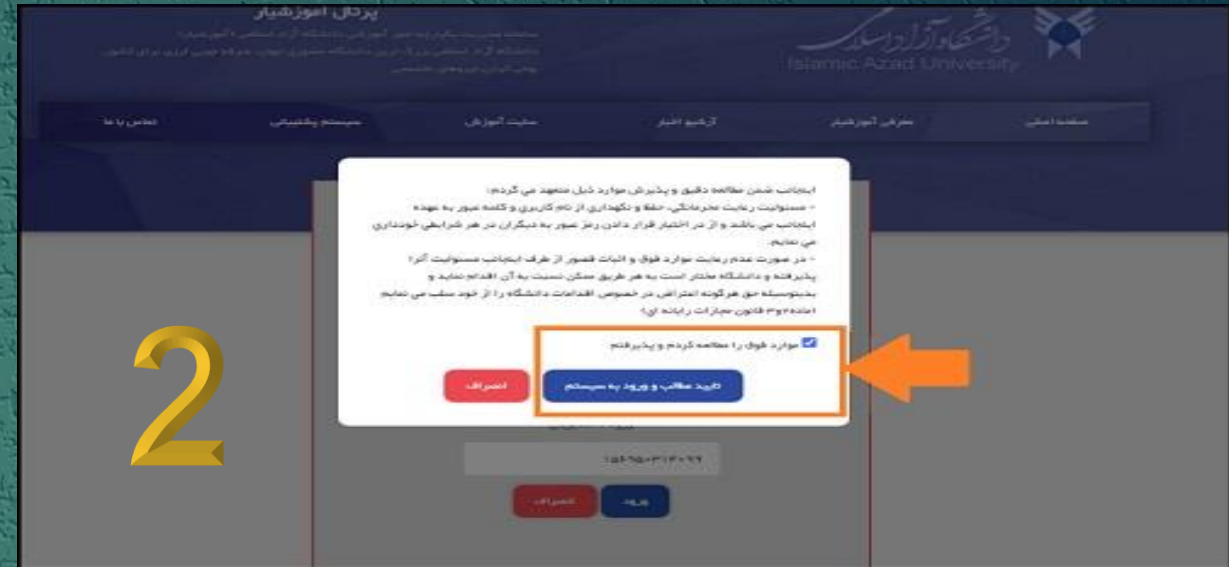 پرتال آموزشیار
دانشگاه آزاد اسلامی
Islamic Azad University
صفحه اصلی
معرفی آموزشیار
آرشیو اخبار
سایت آموزش
سیستم پشتیبانی
تماس با ما
اینجانب ضمن مطالعه دقیق و پذیرش موارد ذیل متعهد می گردم:
- مسئولیت رعایت محرمانگی، حفظ و نگهداری از نام کاربری و کلمه عبور به عهده
اینجانب می باشد و از در اختیار قرار دادن رمز عبور به دیگران در هر شرایطی خودداری
می نمایم.
- در صورت عدم رعایت موارد فوق و اثبات قصور از طرف اینجانب مسئولیت آنرا
پذیرفته و دانشگاه مختار است به هر طریق ممکن نسبت به آن اقدام نماید و
بدینوسیله حق هرگونه اعتراض در خصوص اقدامات دانشگاه را از خود سلب می نمایم
(ماده۲و۳ قانون مجازات رایانه ای)
موارد فوق را مطالعه کردم و پذیرفتم
تایید مطالب و ورود به سیستم
انصراف
2
ورود
انصراف